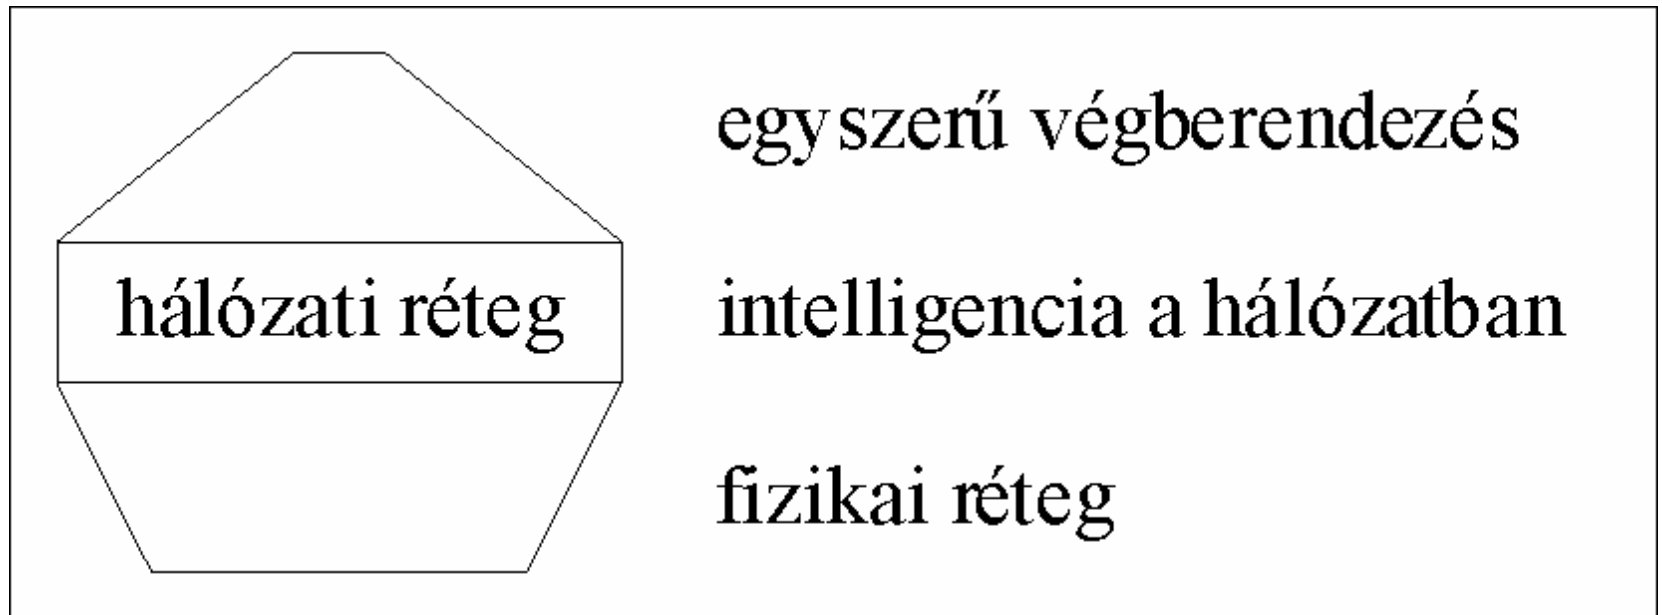 egyszerű végberendezés
hálózati réteg
intelligencia a hálózatban
fizikai réteg